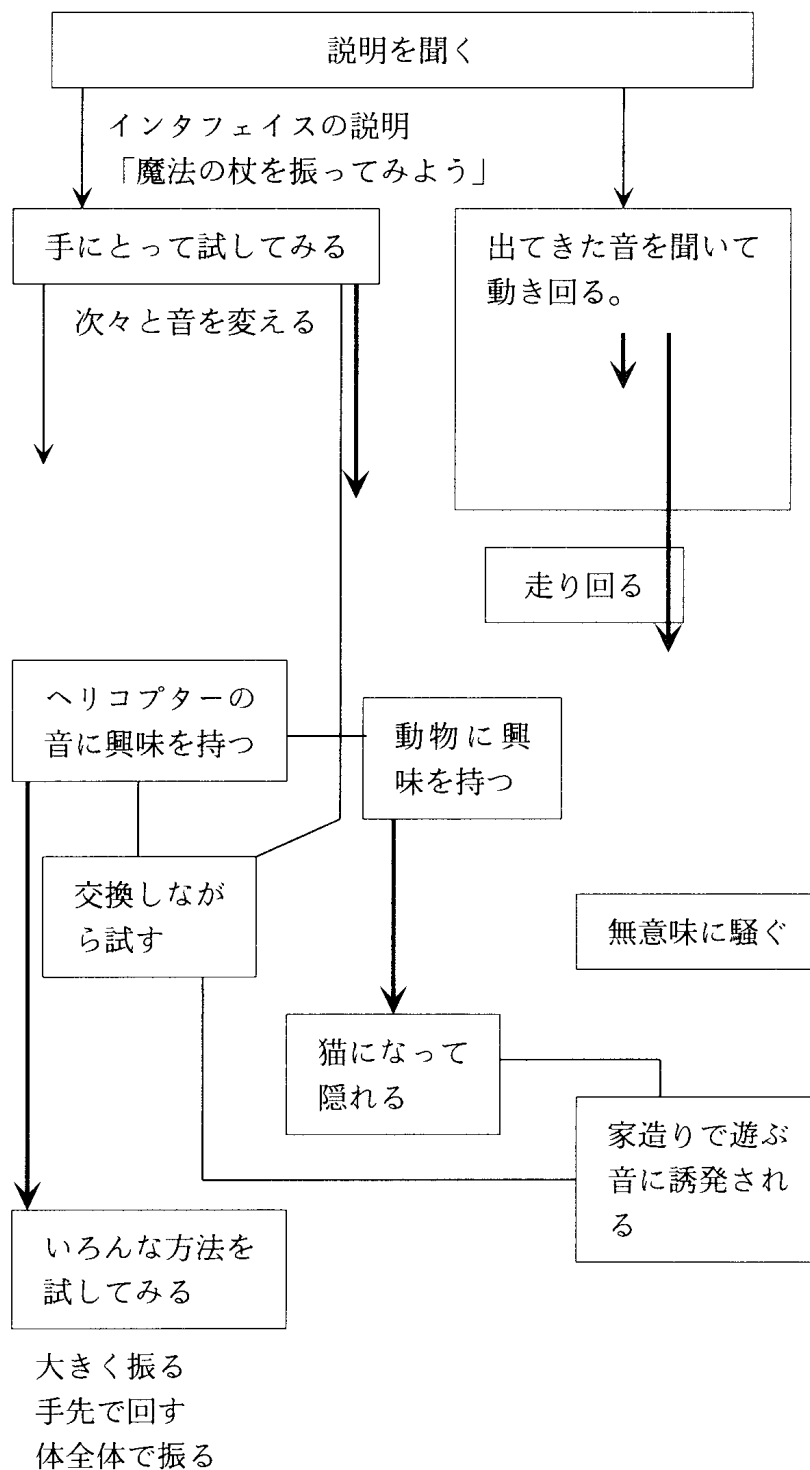 説明を聞く
インタフェイスの説明
「魔法の杖を振ってみよう」
手にとって試してみる
出てきた音を聞いて
動き回る。
次々と音を変える
走り回る
ヘリコプターの
音に興味を持つ
動物に興
味を持つ
交換しなが
ら試す
無意味に騒ぐ
猫になって
隠れる
家造りで遊ぶ
音に誘発され
る
いろんな方法を
試してみる
大きく振る
手先で回す
体全体で振る